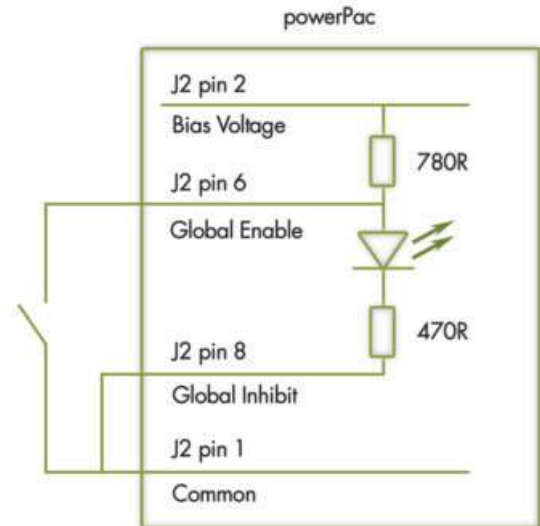 powerPac
J2 pin 2
Bias Voltage
780R
J2 pin 6
Global Enable
470R
J2 pin 8
Global Inhibit
J2 pin 1
Common